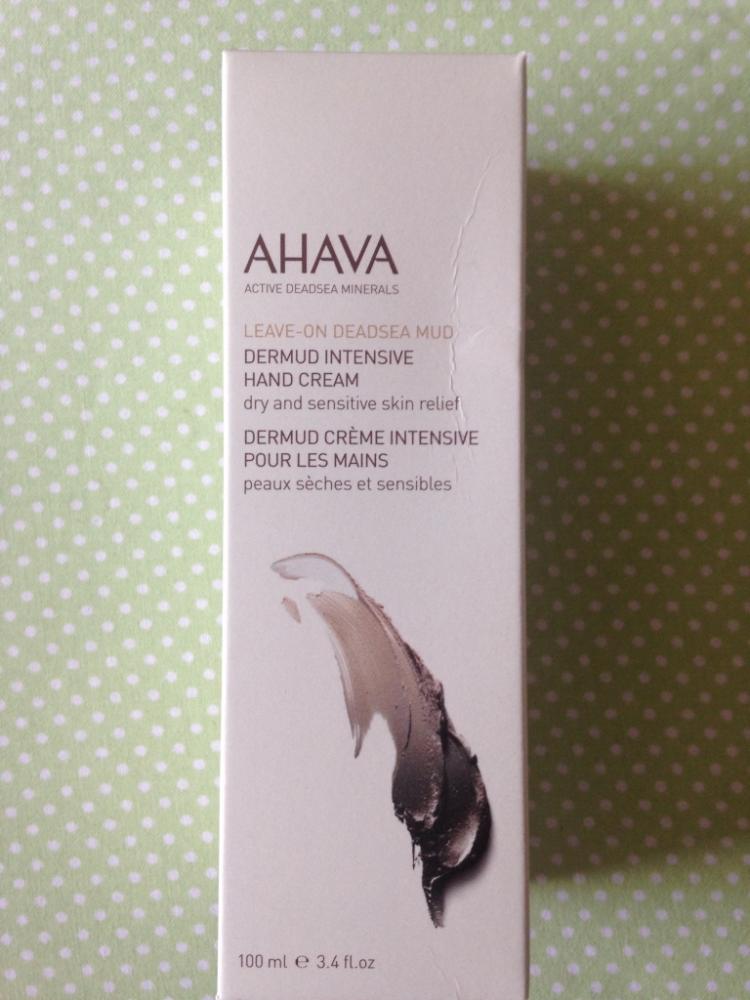 AHAVA
ACTIVE DEADSEA MINERALS
LEAVE-ON DEADSEA MUD
DERMUD INTENSIVE
HAND CREAM
dry and sensitive skin relief
DERMUD CRÈME INTENSIVE
POUR LES MAINS
peaux sèches et sensibles
100 ml ℮ 3.4 fl.oz